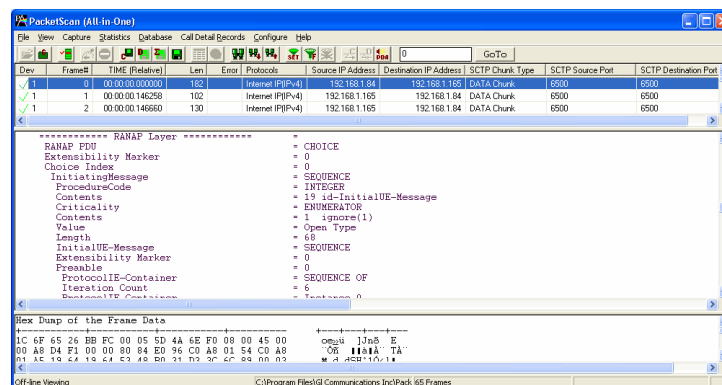 PacketScan (All-in-One)
File View Capture Statistics Database Call Detail Records Configure Help
0 GoTo
Dev Frame# TIME (Relative) Len Error Protocols Source IP Address Destination IP Address SCTP Chunk Type SCTP Source Port SCTP Destination Port
1 0 00:00:00.000000 182 Internet IP(IPv4) 192.168.1.84 192.168.1.165 DATA Chunk 6500 6500
1 1 00:00:00.146258 102 Internet IP(IPv4) 192.168.1.165 192.168.1.84 DATA Chunk 6500 6500
1 2 00:00:00.146660 130 Internet IP(IPv4) 192.168.1.165 192.168.1.84 DATA Chunk 6500 6500
============ RANAP Layer ============ =
RANAP PDU = CHOICE
Extensibility Marker = 0
Choice Index = 0
InitiatingMessage = SEQUENCE
ProcedureCode = INTEGER
Contents = 19 id-InitialUE-Message
Criticality = ENUMERATOR
Contents = 1 ignore(1)
Value = Open Type
Length = 68
InitialUE-Message = SEQUENCE
Extensibility Marker = 0
Preamble = 0
ProtocolIE-Container = SEQUENCE OF
Iteration Count = 6
ProtocolIE-Container = Instance 0
Hex Dump of the Frame Data
1C 6F 65 26 BB FC 00 05 5D 4A 6E F0 08 00 45 00
00 A8 D4 F1 00 00 80 84 E0 96 C0 A8 01 54 C0 A8
Off-line Viewing C:\Program Files\Gl Communications Inc\Pack 65 Frames